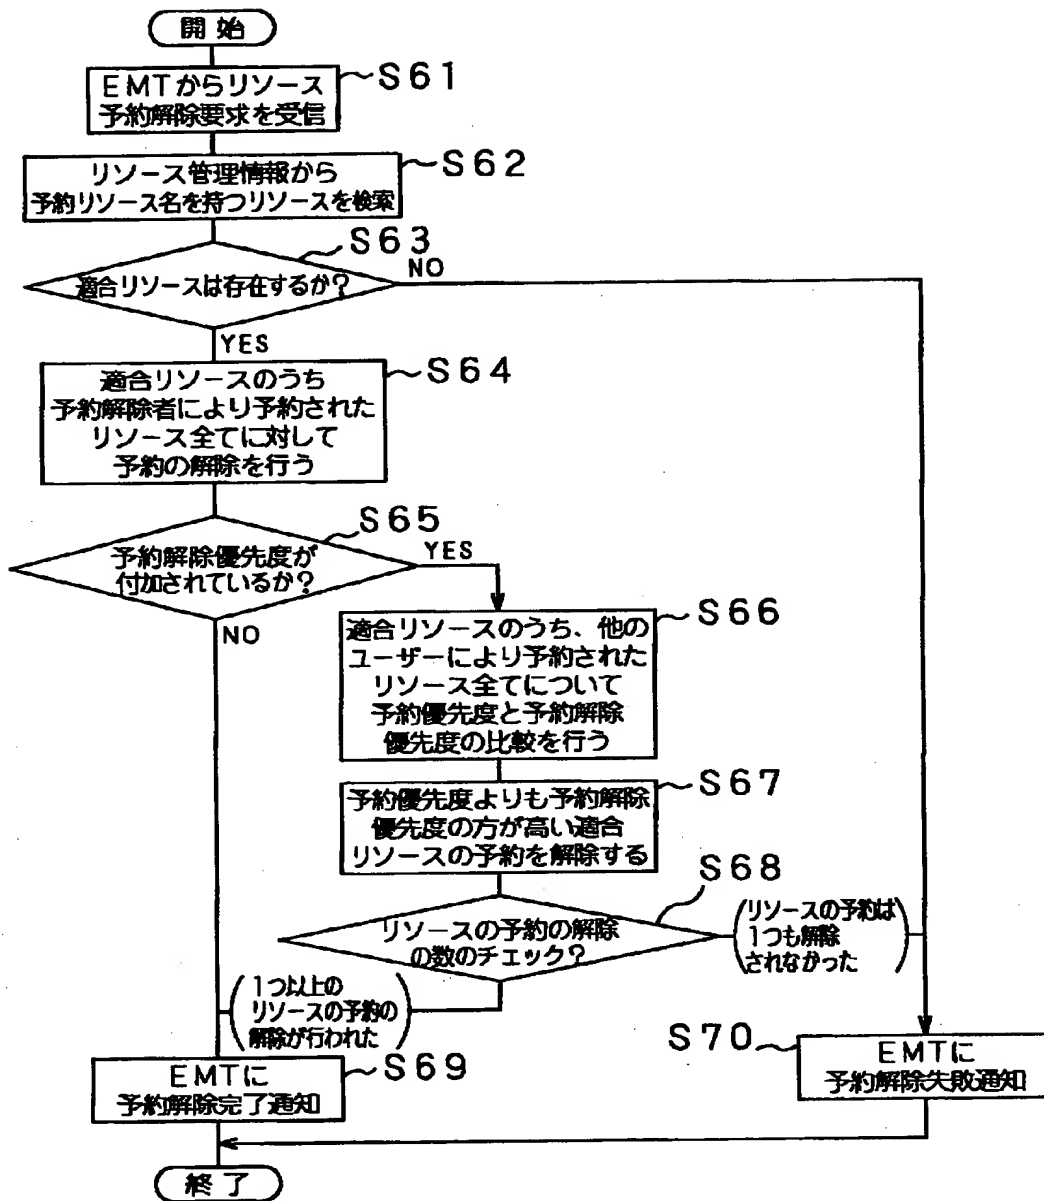 開始
EMTからリソース
予約解除要求を受信
S61
リソース管理情報から
予約リソース名を持つリソースを検索
S62
S63
適合リソースは存在するか?
NO
YES
適合リソースのうち
予約解除者により予約された
リソース全てに対して
予約の解除を行う
S64
S65
予約解除優先度が
付加されているか?
YES
NO
適合リソースのうち、他の
ユーザーにより予約された
リソース全てについて
予約優先度と予約解除
優先度の比較を行う
S66
予約優先度よりも予約解除
優先度の方が高い適合
リソースの予約を解除する
S67
S68
リソースの予約の解除
の数のチェック?
(リソースの予約は
1つも解除
されなかった)
(1つ以上の
リソースの予約の
解除が行われた)
EMTに
予約解除完了通知
S69
S70
EMTに
予約解除失敗通知
終了